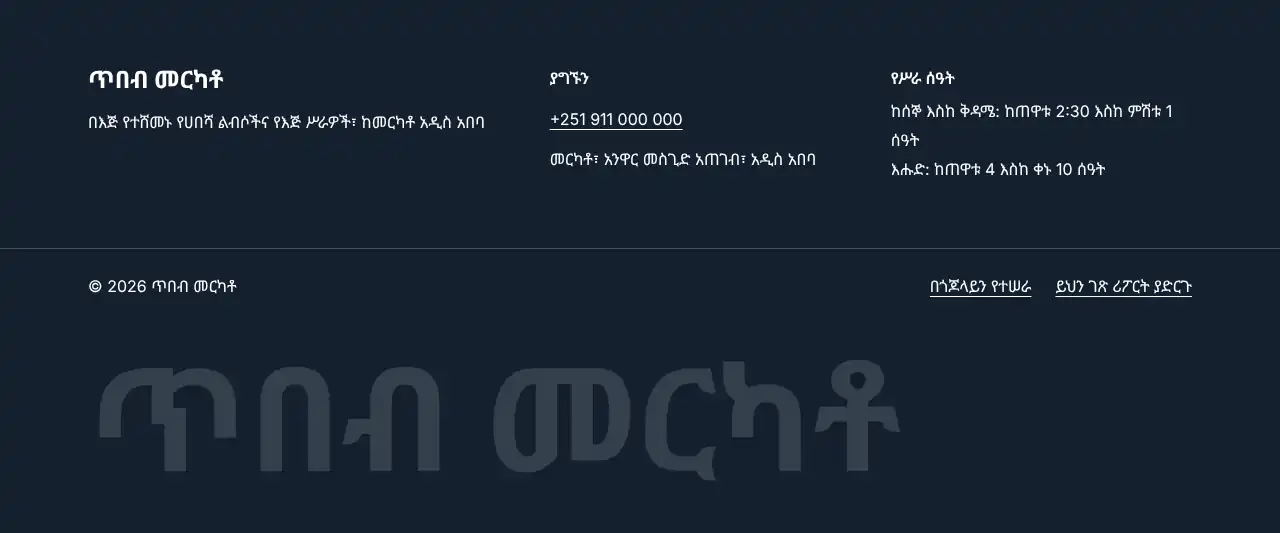 ጥበብ መርካቶ
በእጅ የተሸመኑ የሀበሻ ልብሶችና የእጅ ሥራዎች፣ ከመርካቶ አዲስ አበባ
ያግኙን
+251 911 000 000
መርካቶ፣ አንዋር መስጊድ አጠገብ፣ አዲስ አበባ
የሥራ ሰዓት
ከሰኞ እስከ ቅዳሜ: ከጠዋቱ 2:30 እስከ ምሽቱ 1
ሰዓት
እሑድ: ከጠዋቱ 4 እስከ ቀኑ 10 ሰዓት
© 2026 ጥበብ መርካቶ
በጎጆላይን የተሠራ
ይህን ገጽ ሪፖርት ያድርጉ
ጥበብ መርካቶ